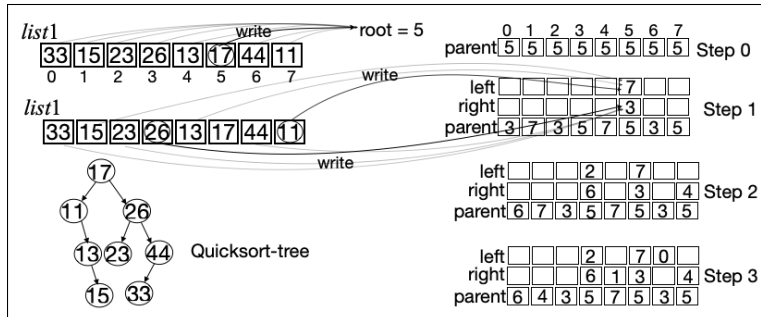 list1
write
root = 5
33 15 23 26 13 17 44 11
0 1 2 3 4 5 6 7
0 1 2 3 4 5 6 7
parent 5 5 5 5 5 5 5 5 Step 0
write
left 7
right 3
parent 3 7 3 5 7 5 3 5
Step 1
list1
33 15 23 26 13 17 44 11
write
17
11 26
13 23 44
15 33
Quicksort-tree
left 2 7
right 6 3 4
parent 6 7 3 5 7 5 3 5
Step 2
left 2 7 0
right 6 1 3 4
parent 6 4 3 5 7 5 3 5
Step 3